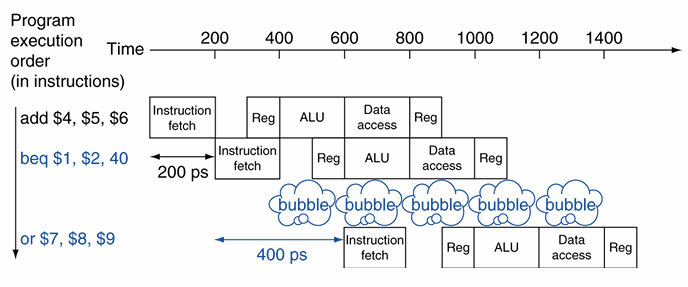 Program
execution
order
(in instructions)
Time
200 400 600 800 1000 1200 1400
add $4, $5, $6
Instruction
fetch
Reg
ALU
Data
access
Reg
beq $1, $2, 40
200 ps
Instruction
fetch
Reg
ALU
Data
access
Reg
bubble bubble bubble bubble bubble
or $7, $8, $9
400 ps
Instruction
fetch
Reg
ALU
Data
access
Reg